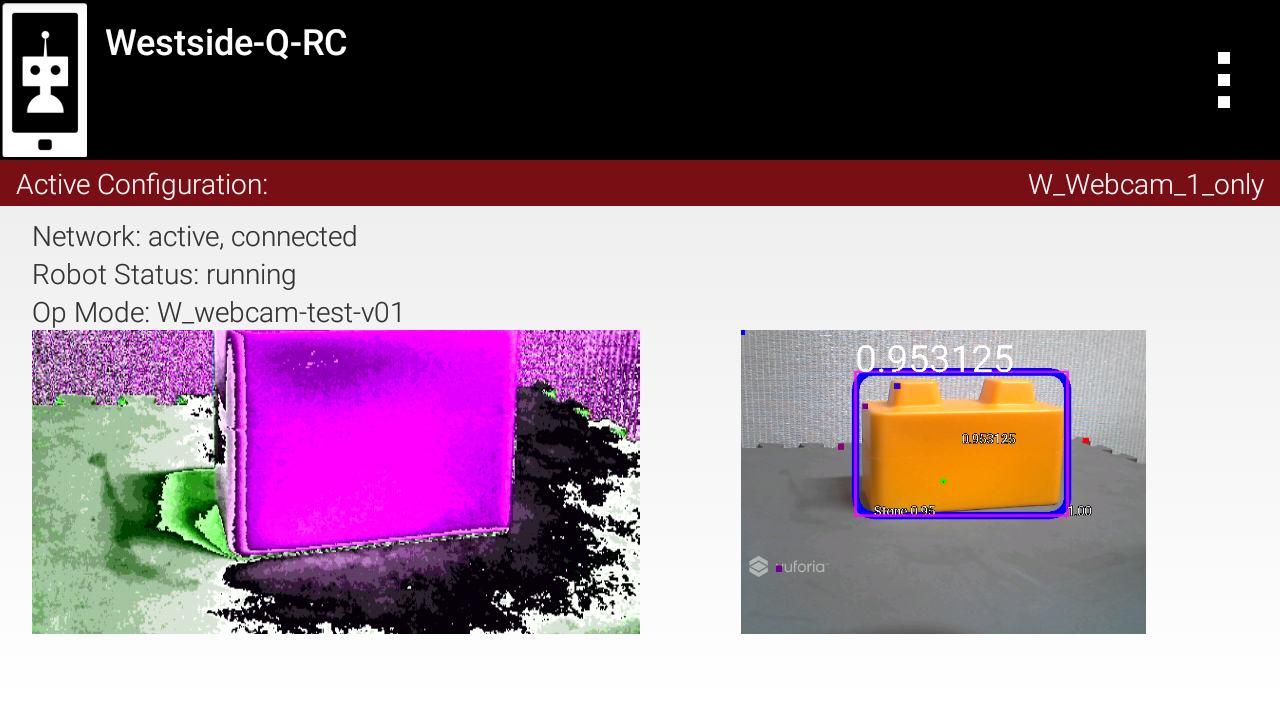 Westside-Q-RC
Active Configuration: W_Webcam_1_only
Network: active, connected
Robot Status: running
Op Mode: W_webcam-test-v01
0.953125
0.953125
Stone 0.95
1.00
uforia